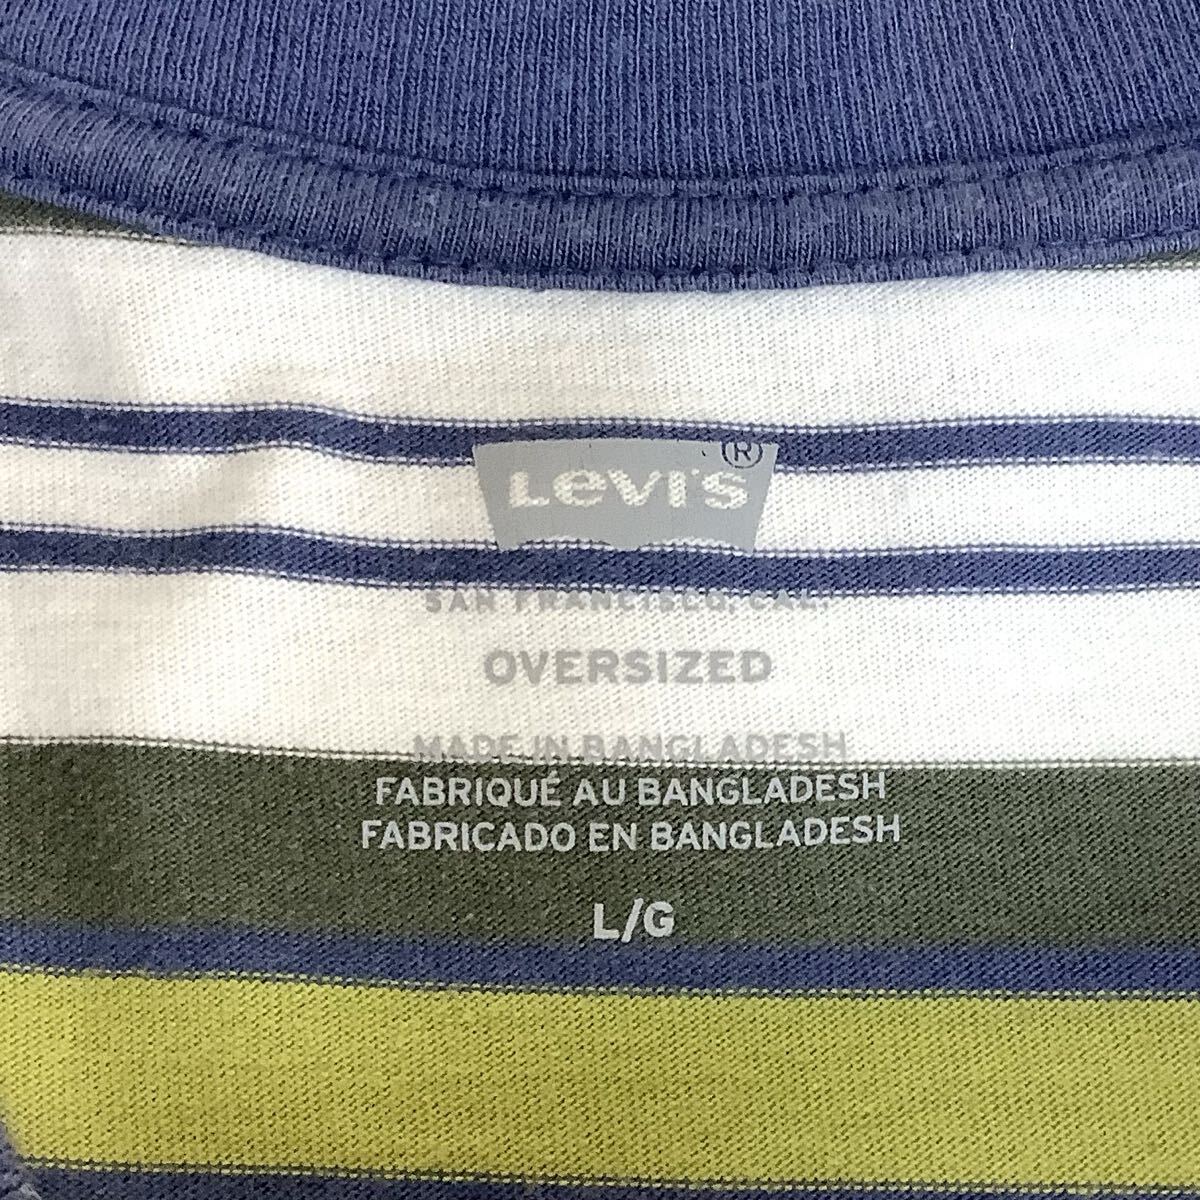 Levi's ®
SAN FRANCISCO, CAL.
OVERSIZED
MADE IN BANGLADESH
FABRIQUÉ AU BANGLADESH
FABRICADO EN BANGLADESH
L/G